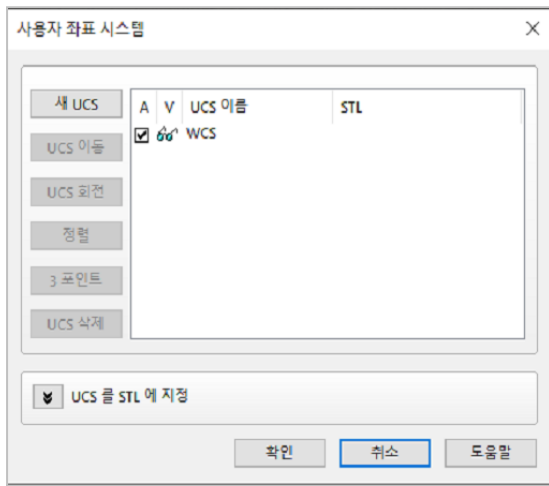 사용자 좌표 시스템
새 UCS
A V UCS 이름 STL
WCS
UCS 이동
UCS 회전
정렬
3 포인트
UCS 삭제
UCS 를 STL 에 지정
확인 취소 도움말